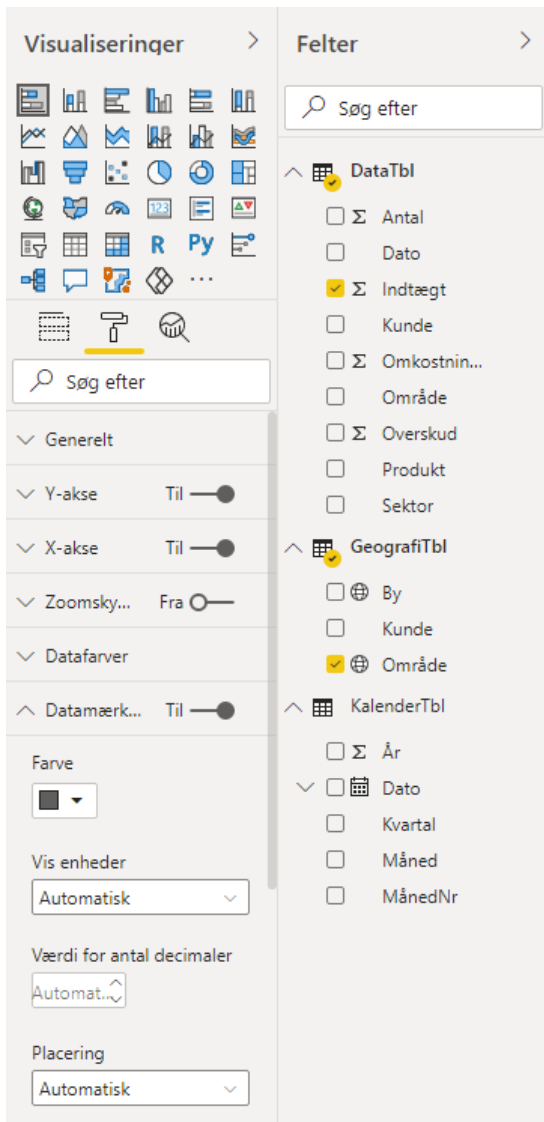 Visualiseringer
Søg efter
Generelt
Y-akse Til
X-akse Til
Zoomsky... Fra
Datafarver
Datamærk... Til
Farve
Vis enheder
Automatisk
Værdi for antal decimaler
Automat...
Placering
Automatisk
Felter
Søg efter
DataTbl
Σ Antal
Dato
Σ Indtægt
Kunde
Σ Omkostnin...
Område
Σ Overskud
Produkt
Sektor
GeografiTbl
By
Kunde
Område
KalenderTbl
Σ År
Dato
Kvartal
Måned
MånedNr
123
R Py